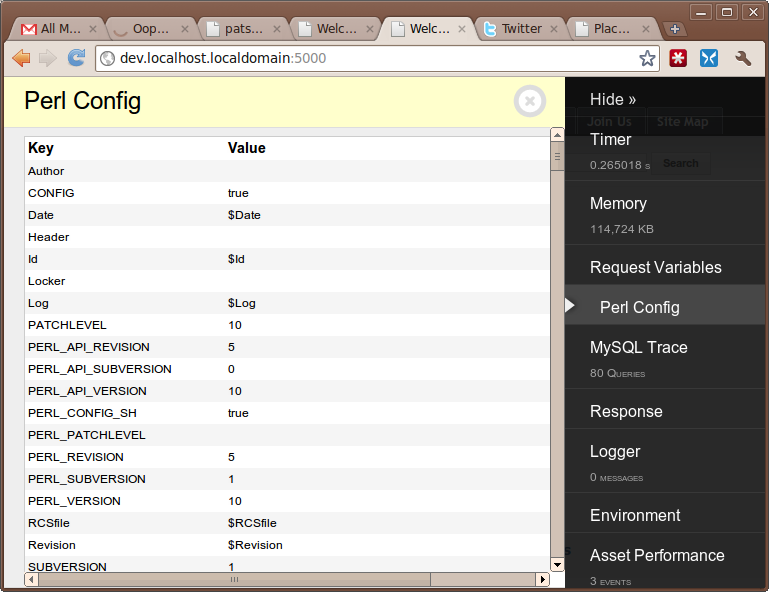 All M...
Oop...
pats...
Welc...
Welc...
Twitter
Plac...
dev.localhost.localdomain:5000
Perl Config
Key Value
Author
CONFIG true
Date $Date
Header
Id $Id
Locker
Log $Log
PATCHLEVEL 10
PERL_API_REVISION 5
PERL_API_SUBVERSION 0
PERL_API_VERSION 10
PERL_CONFIG_SH true
PERL_PATCHLEVEL
PERL_REVISION 5
PERL_SUBVERSION 1
PERL_VERSION 10
RCSfile $RCSfile
Revision $Revision
SUBVERSION 1
Hide »
Join Us Site Map
Timer
0.265018 s
Search
Memory
114,724 KB
Request Variables
Perl Config
MySQL Trace
80 Queries
Response
Logger
0 messages
Environment
Asset Performance
3 events